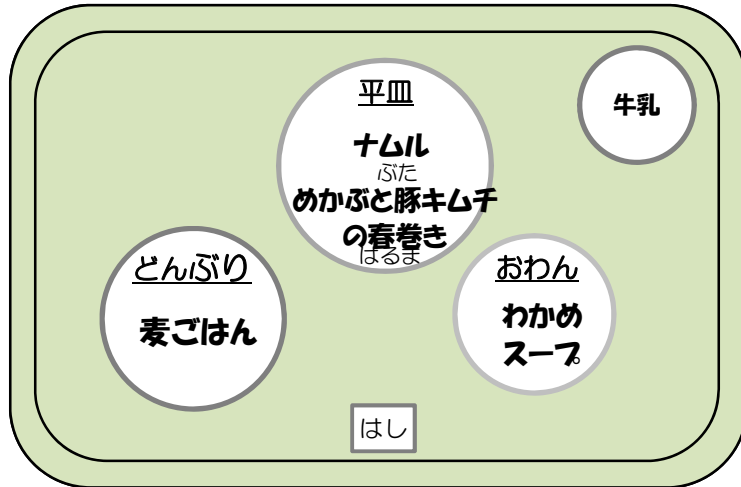 平皿
ナムル
ぶた
めかぶと豚キムチ
の春巻き
はるま
牛乳
どんぶり
麦ごはん
おわん
わかめ
スープ
はし